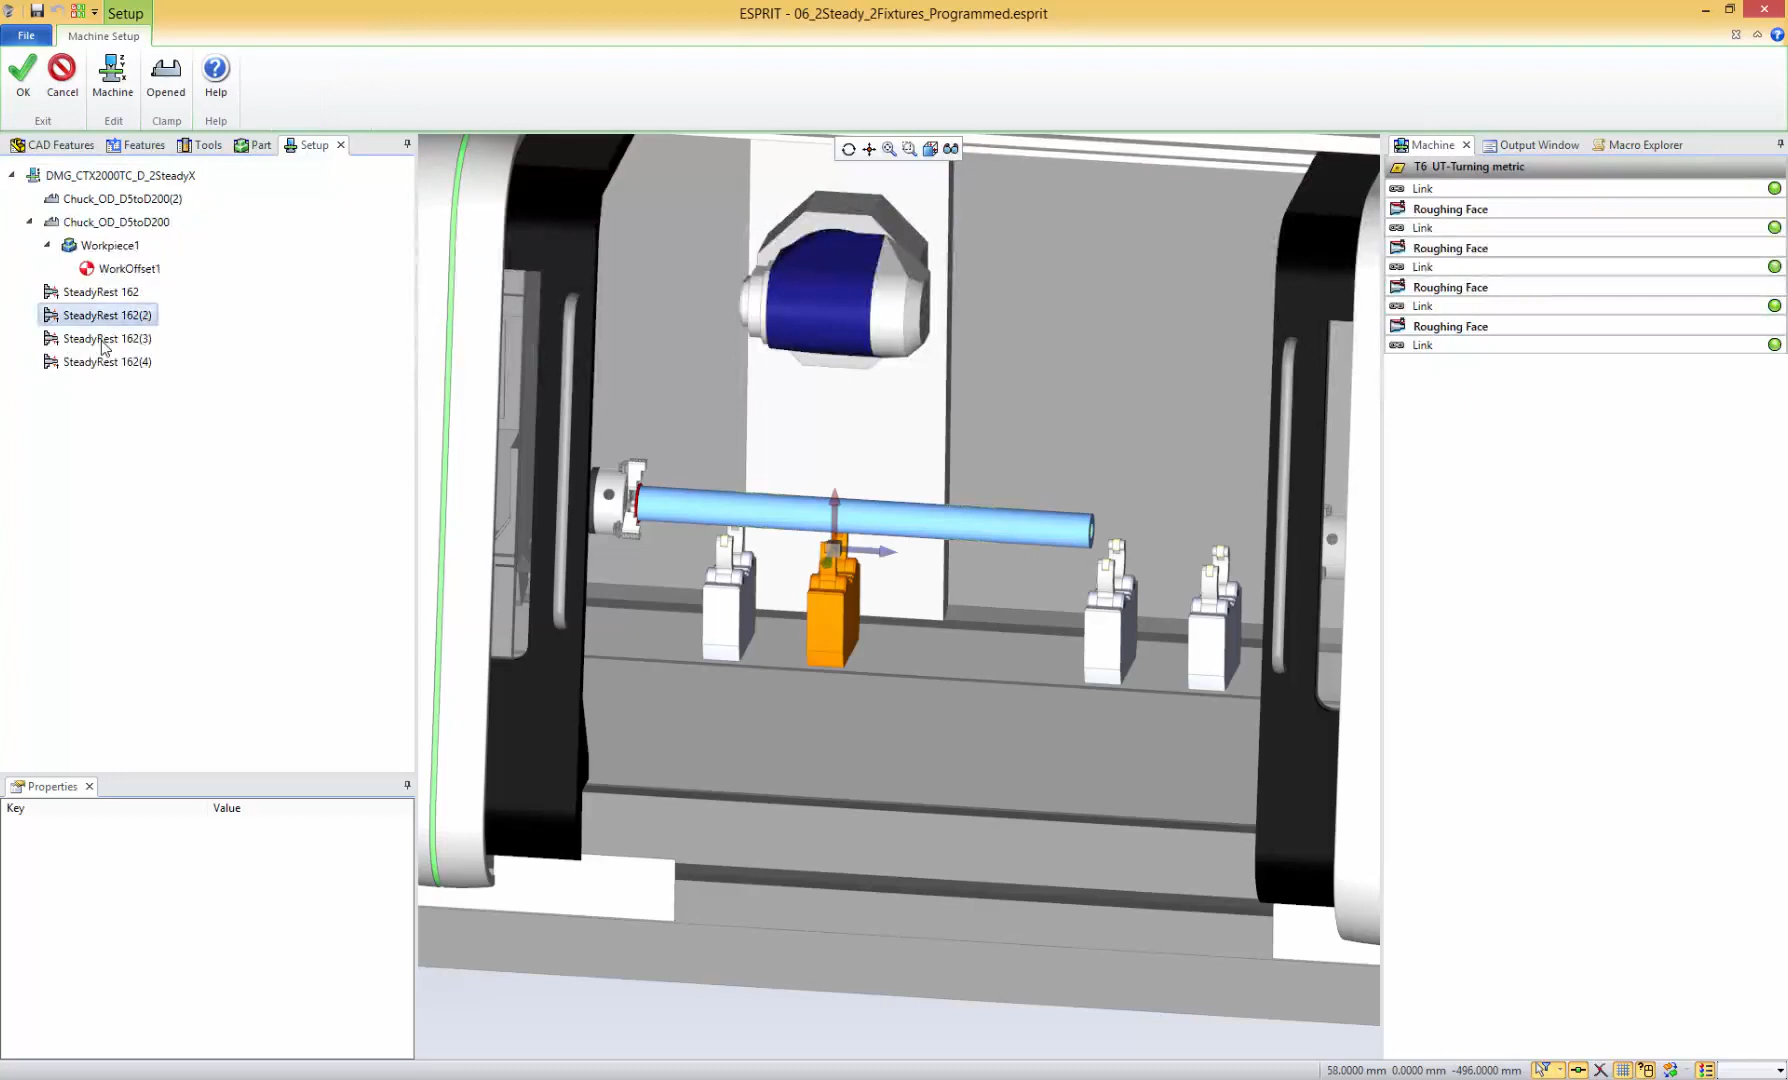 Setup
ESPRIT - 06_2Steady_2Fixtures_Programmed.esprit
File
Machine Setup
OK
Cancel
Machine
Opened
Help
Exit
Edit
Clamp
Help
CAD Features
Features
Tools
Part
Setup
DMG_CTX2000TC_D_2SteadyX
Chuck_OD_D5toD200(2)
Chuck_OD_D5toD200
Workpiece1
WorkOffset1
SteadyRest 162
SteadyRest 162(2)
SteadyRest 162(3)
SteadyRest 162(4)
Properties
Key
Value
Machine
Output Window
Macro Explorer
T6 UT-Turning metric
Link
Roughing Face
Link
Roughing Face
Link
Roughing Face
Link
Roughing Face
Link
58.0000 mm 0.0000 mm -496.0000 mm